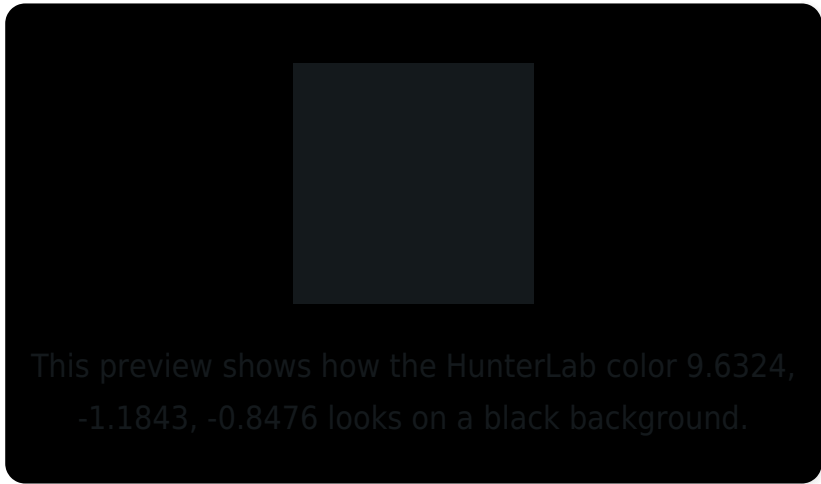 This preview shows how the HunterLab color 9.6324,
-1.1843, -0.8476 looks on a black background.